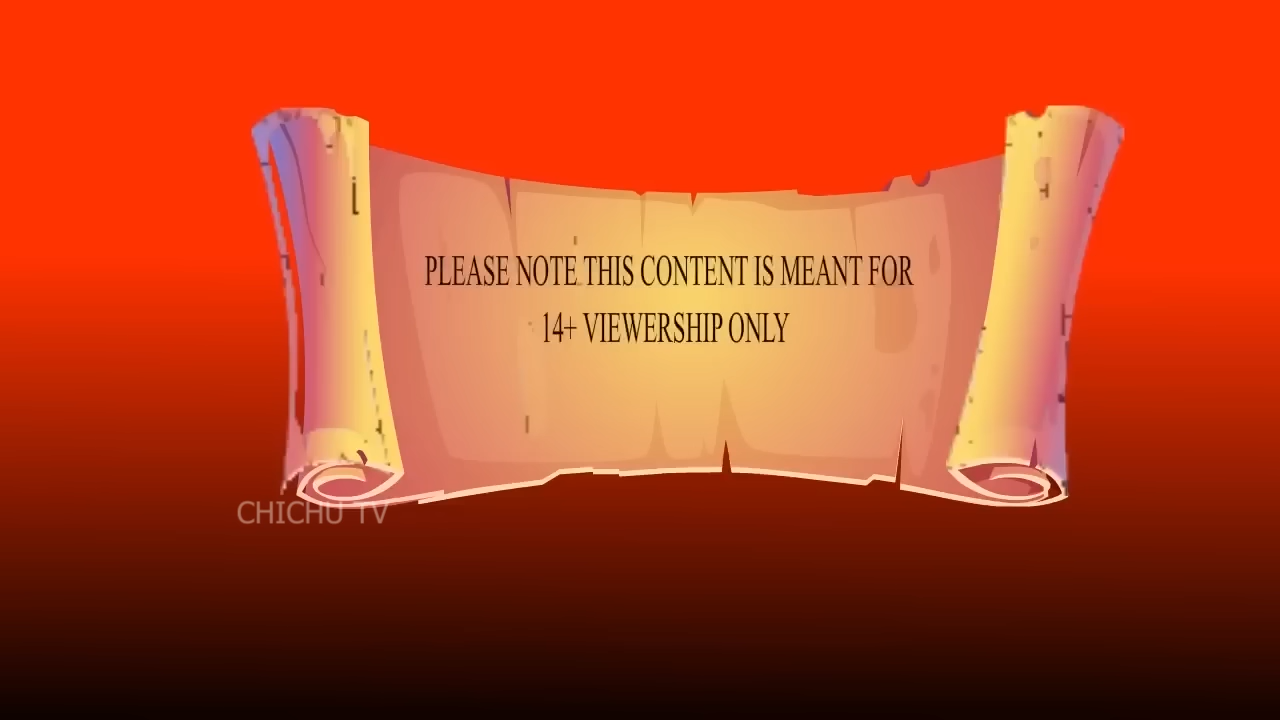 PLEASE NOTE THIS CONTENT IS MEANT FOR
14+ VIEWERSHIP ONLY
CHICHU TV